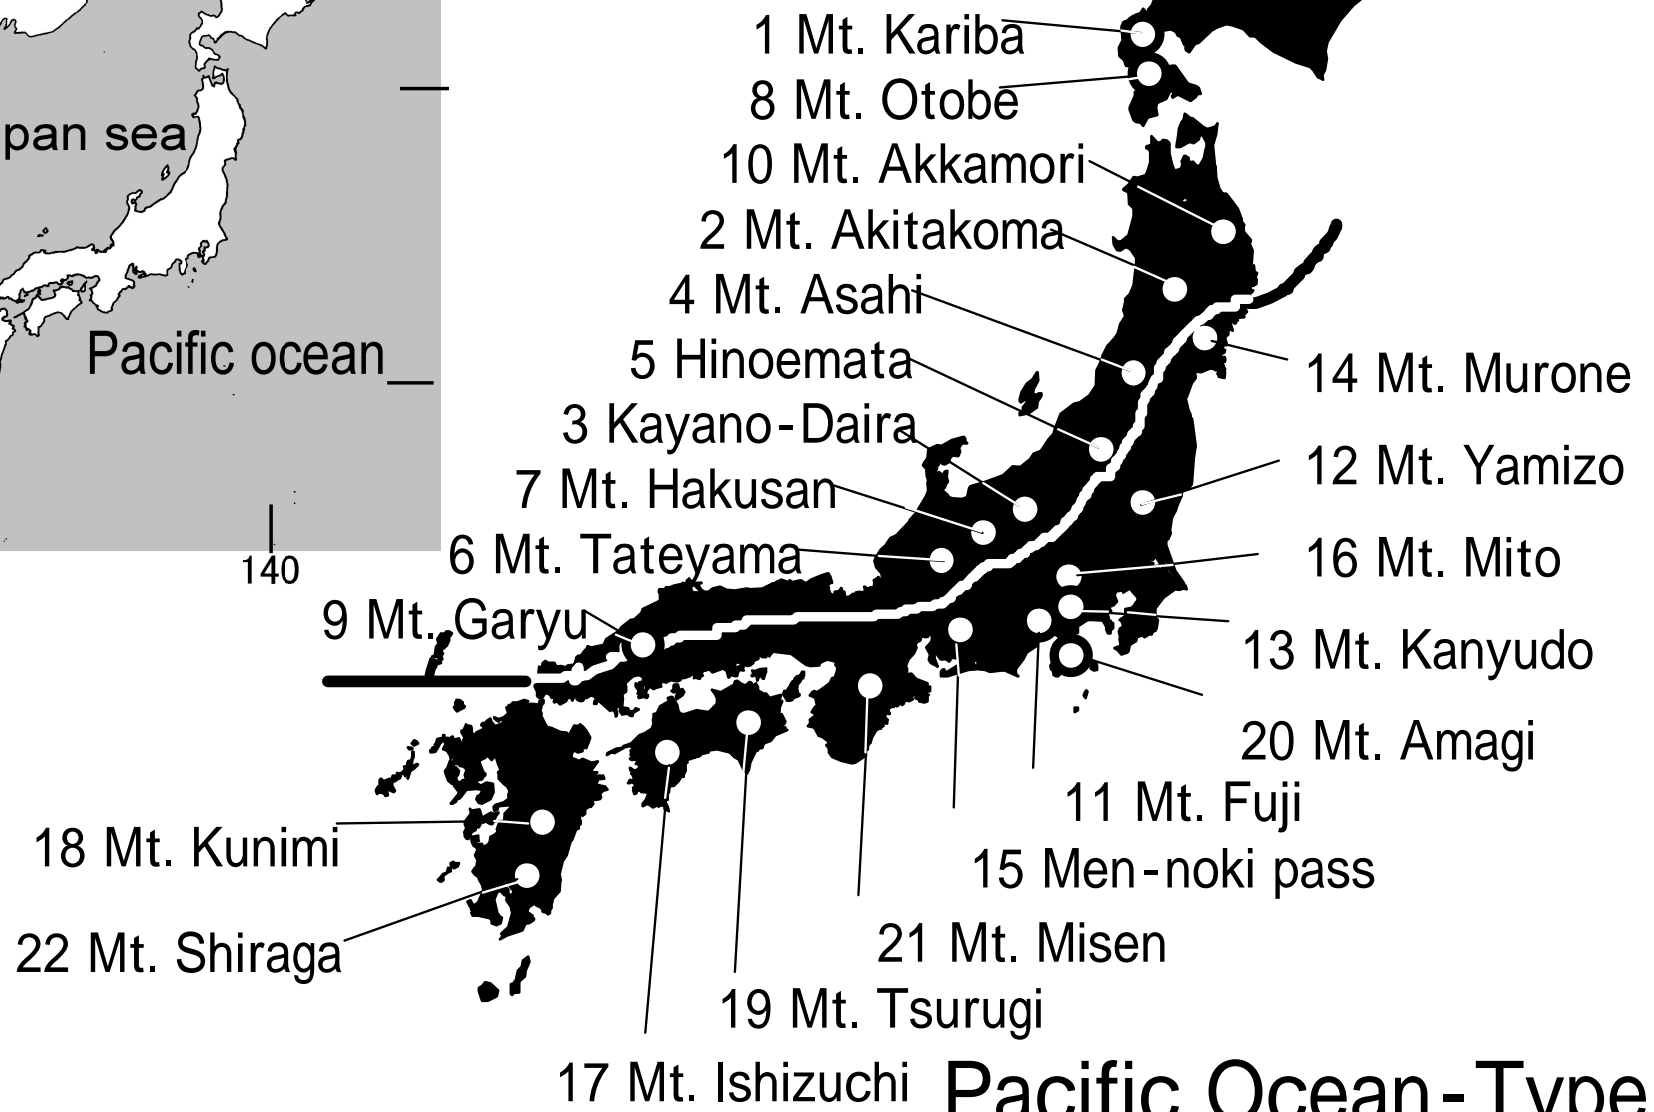 1 Mt. Kariba
8 Mt. Otobe
pan sea
10 Mt. Akkamori
2 Mt. Akitakoma
4 Mt. Asahi
Pacific ocean
5 Hinoemata
14 Mt. Murone
3 Kayano-Daira
12 Mt. Yamizo
7 Mt. Hakusan
6 Mt. Tateyama
16 Mt. Mito
140
9 Mt. Garyu
13 Mt. Kanyudo
20 Mt. Amagi
11 Mt. Fuji
18 Mt. Kunimi
15 Men-noki pass
22 Mt. Shiraga
21 Mt. Misen
19 Mt. Tsurugi
17 Mt. Ishizuchi
Pacific Ocean-Type